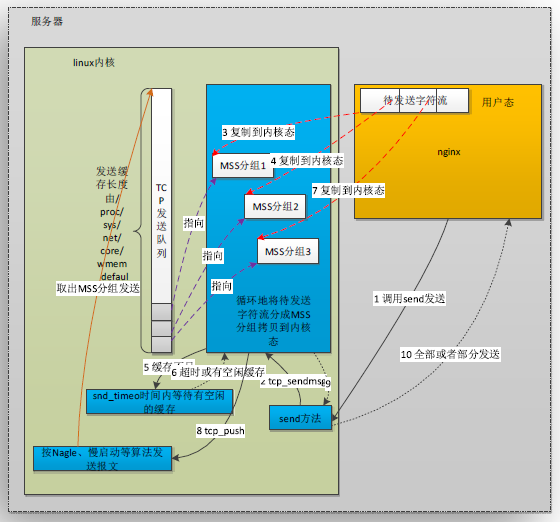 服务器
linux内核
待发送字符流
用户态
nginx
3 复制到内核态
4 复制到内核态
7 复制到内核态
MSS分组1
MSS分组2
MSS分组3
发送缓
存长度
由/
proc/
sys/
net/
core/
wmem
defaul
TC
P
发
送
队
列
指向
指向
指向
取出MSS分组发送
循环地将待发送
字符流分成MSS
分组拷贝到内核
态
1 调用send发送
10 全部或者部分发送
5 缓存
6 超时或有空闲缓存
2 tcp_sendmsg
9
snd_timeo时间内等待有空闲
的缓存
send方法
8 tcp_push
按Nagle、慢启动等算法发
送报文